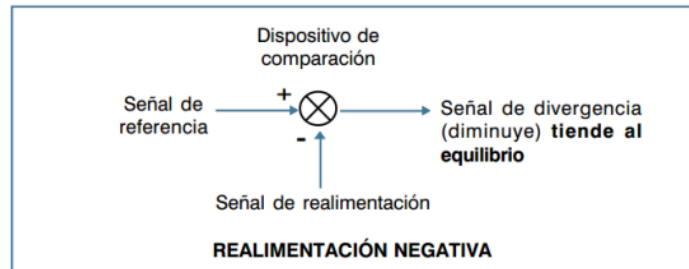 Dispositivo de
comparación
+
Señal de
referencia
-
Señal de divergencia
(diminuye) tiende al
equilibrio
Señal de realimentación
REALIMENTACIÓN NEGATIVA